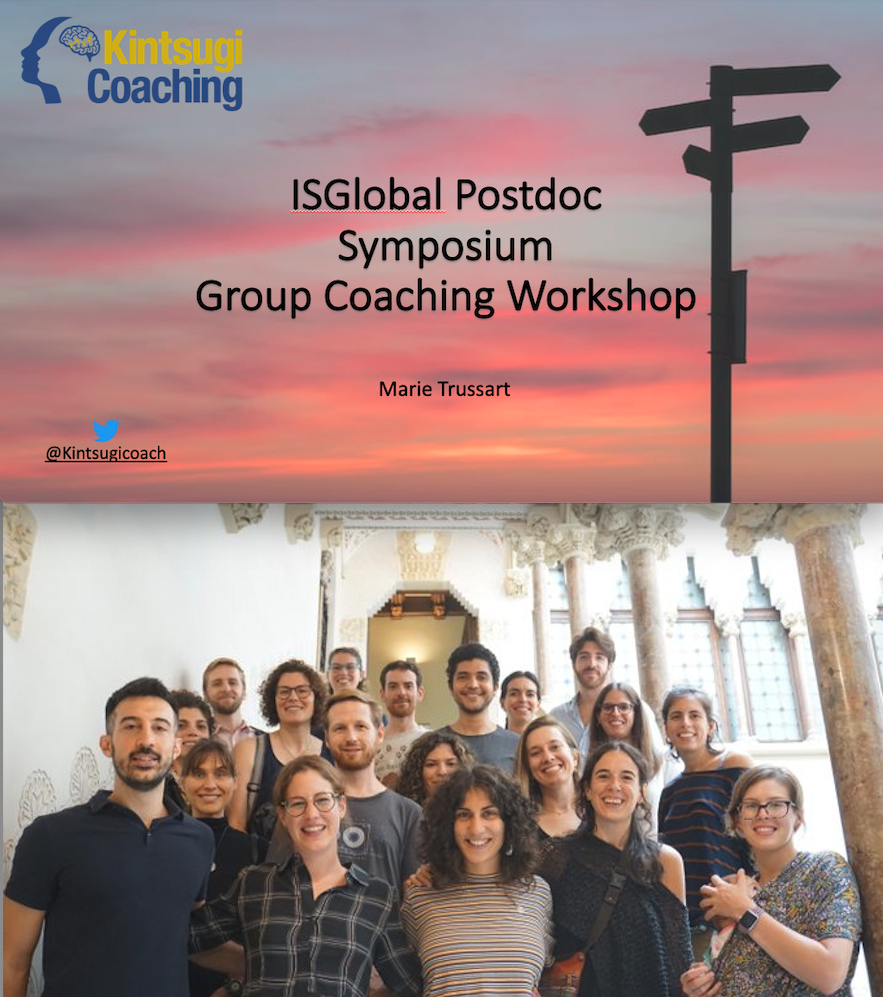 Kintsugi
Coaching
ISGlobal Postdoc
Symposium
Group Coaching Workshop
Marie Trussart
@Kintsugicoach